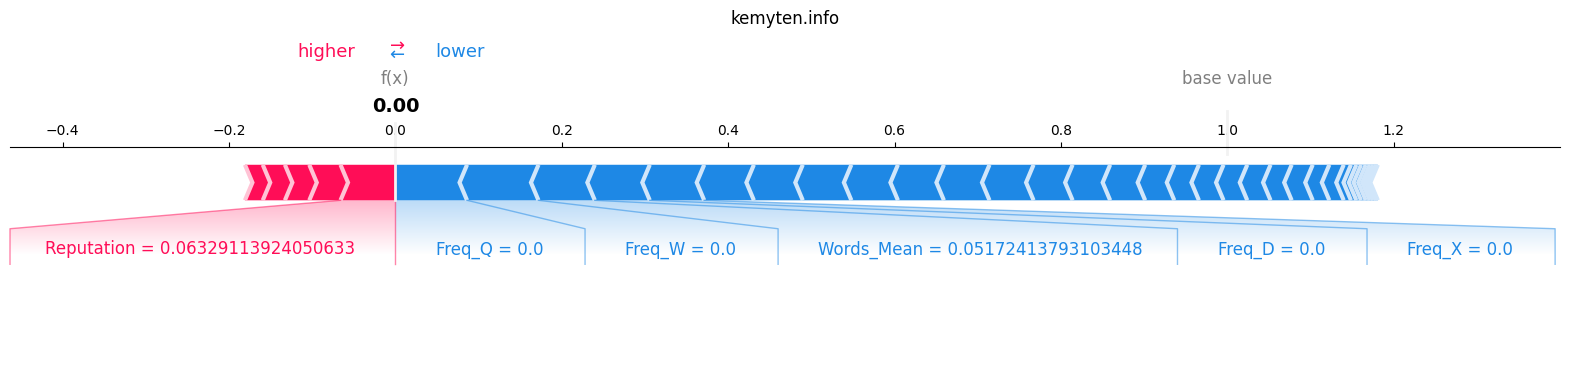 kemyten.info
higher ⇄ lower
f(x) base value
0.00
−0.4 −0.2 0.0 0.2 0.4 0.6 0.8 1.0 1.2
Reputation = 0.06329113924050633 Freq_Q = 0.0 Freq_W = 0.0 Words_Mean = 0.05172413793103448 Freq_D = 0.0 Freq_X = 0.0